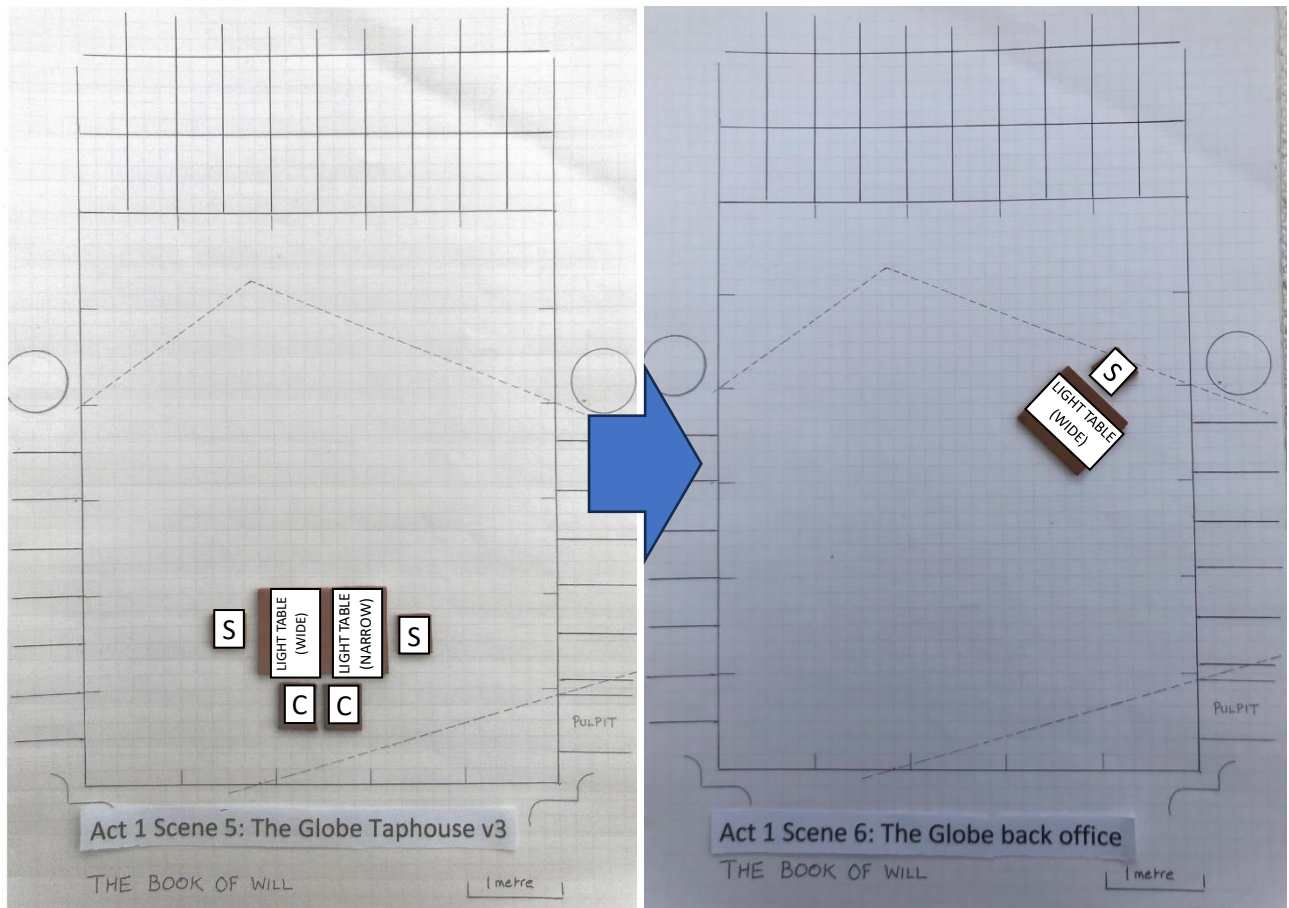 S
LIGHT TABLE
(WIDE)
LIGHT TABLE
(NARROW)
S
C
C
PULPIT
Act 1 Scene 5: The Globe Taphouse v3
THE BOOK OF WILL
1 metre
S
LIGHT TABLE
(WIDE)
PULPIT
Act 1 Scene 6: The Globe back office
THE BOOK OF WILL
1 metre